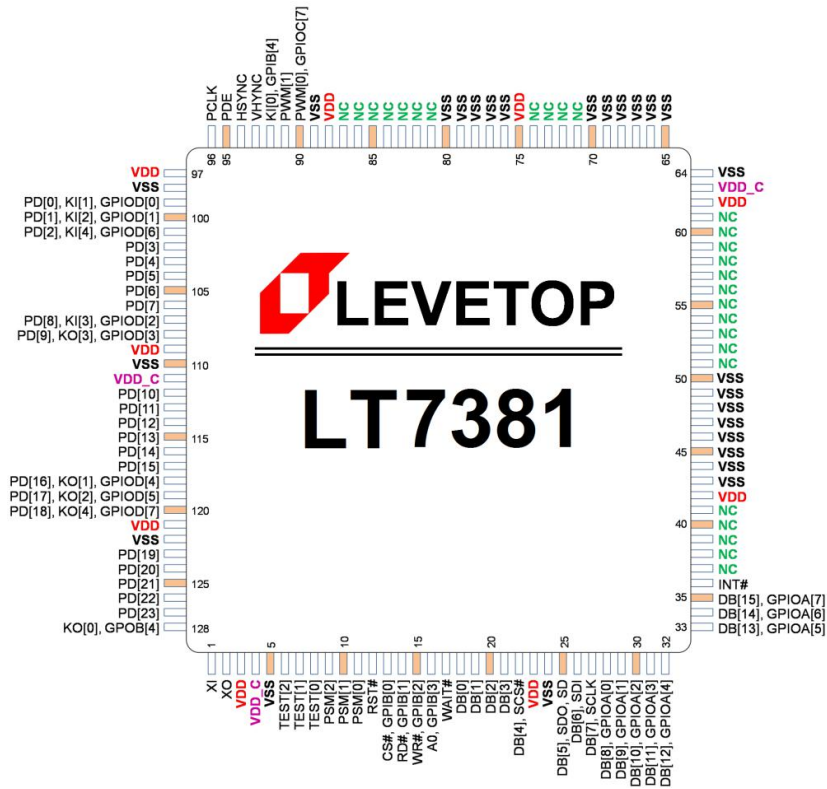 PCLK
PDE
HSYNC
VHYNC
KI[0], GPIB[4]
PWM[1]
PWM[0], GPIOC[7]
VSS
VDD
NC
NC
NC
NC
NC
NC
NC
VSS
VSS
VSS
VSS
VSS
VDD
NC
NC
NC
NC
VSS
VSS
VSS
VSS
VSS
VSS
96
95
90
85
80
75
70
65
VDD 97
VSS
PD[0], KI[1], GPIOD[0]
PD[1], KI[2], GPIOD[1] 100
PD[2], KI[4], GPIOD[6]
PD[3]
PD[4]
PD[5]
PD[6] 105
PD[7]
PD[8], KI[3], GPIOD[2]
PD[9], KO[3], GPIOD[3]
VDD
VSS 110
VDD_C
PD[10]
PD[11]
PD[12]
PD[13] 115
PD[14]
PD[15]
PD[16], KO[1], GPIOD[4]
PD[17], KO[2], GPIOD[5]
PD[18], KO[4], GPIOD[7] 120
VDD
VSS
PD[19]
PD[20]
PD[21] 125
PD[22]
PD[23]
KO[0], GPOB[4] 128
LEVETOP
LT7381
64 VSS
VDD_C
VDD
NC
60 NC
NC
NC
NC
NC
55 NC
NC
NC
NC
NC
50 VSS
VSS
VSS
VSS
VSS
45 VSS
VSS
VSS
VDD
NC
40 NC
NC
NC
NC
INT#
35 DB[15], GPIOA[7]
DB[14], GPIOA[6]
33 DB[13], GPIOA[5]
1
5
10
15
20
25
30
32
XI
XO
VDD
VDD_C
VSS
TEST[2]
TEST[1]
TEST[0]
PSM[2]
PSM[1]
PSM[0]
RST#
CS#, GPIB[0]
RD#, GPIB[1]
WR#, GPIB[2]
A0, GPIB[3]
WAIT#
DB[0]
DB[1]
DB[2]
DB[3]
DB[4], SCS#
VDD
VSS
DB[5], SDO, SD
DB[6], SDI
DB[7], SCLK
DB[8], GPIOA[0]
DB[9], GPIOA[1]
DB[10], GPIOA[2]
DB[11], GPIOA[3]
DB[12], GPIOA[4]